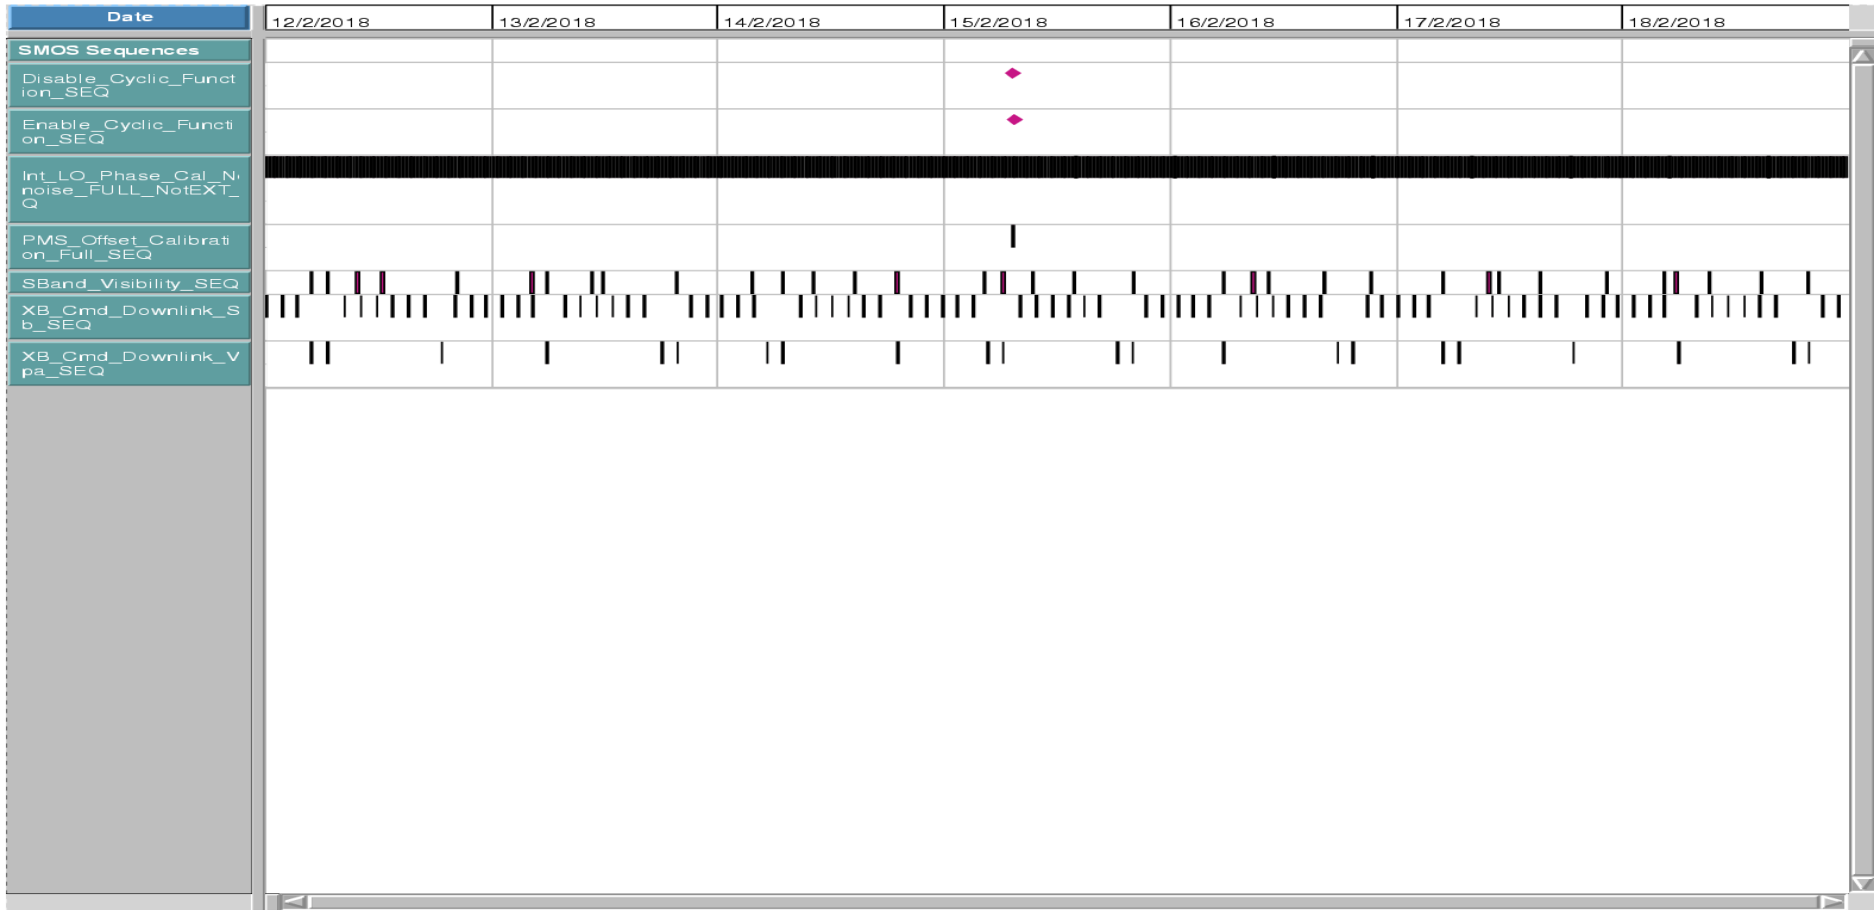 Date
12/2/2018 13/2/2018 14/2/2018 15/2/2018 16/2/2018 17/2/2018 18/2/2018
SMOS Sequences
Disable_Cyclic_Funct
ion_SEQ
Enable_Cyclic_Functi
on_SEQ
Int_LO_Phase_Cal_N
noise_FULL_NotEXT_
Q
PMS_Offset_Calibrati
on_Full_SEQ
SBand_Visibility_SEQ
XB_Cmd_Downlink_S
b_SEQ
XB_Cmd_Downlink_V
pa_SEQ